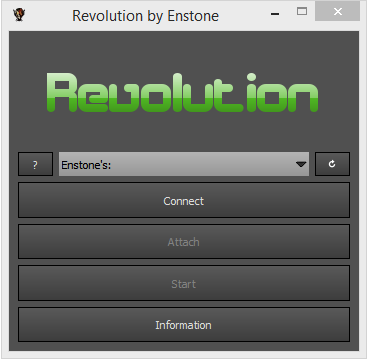 Revolution by Enstone
Revolution
?
Enstone's:
Connect
Attach
Start
Information